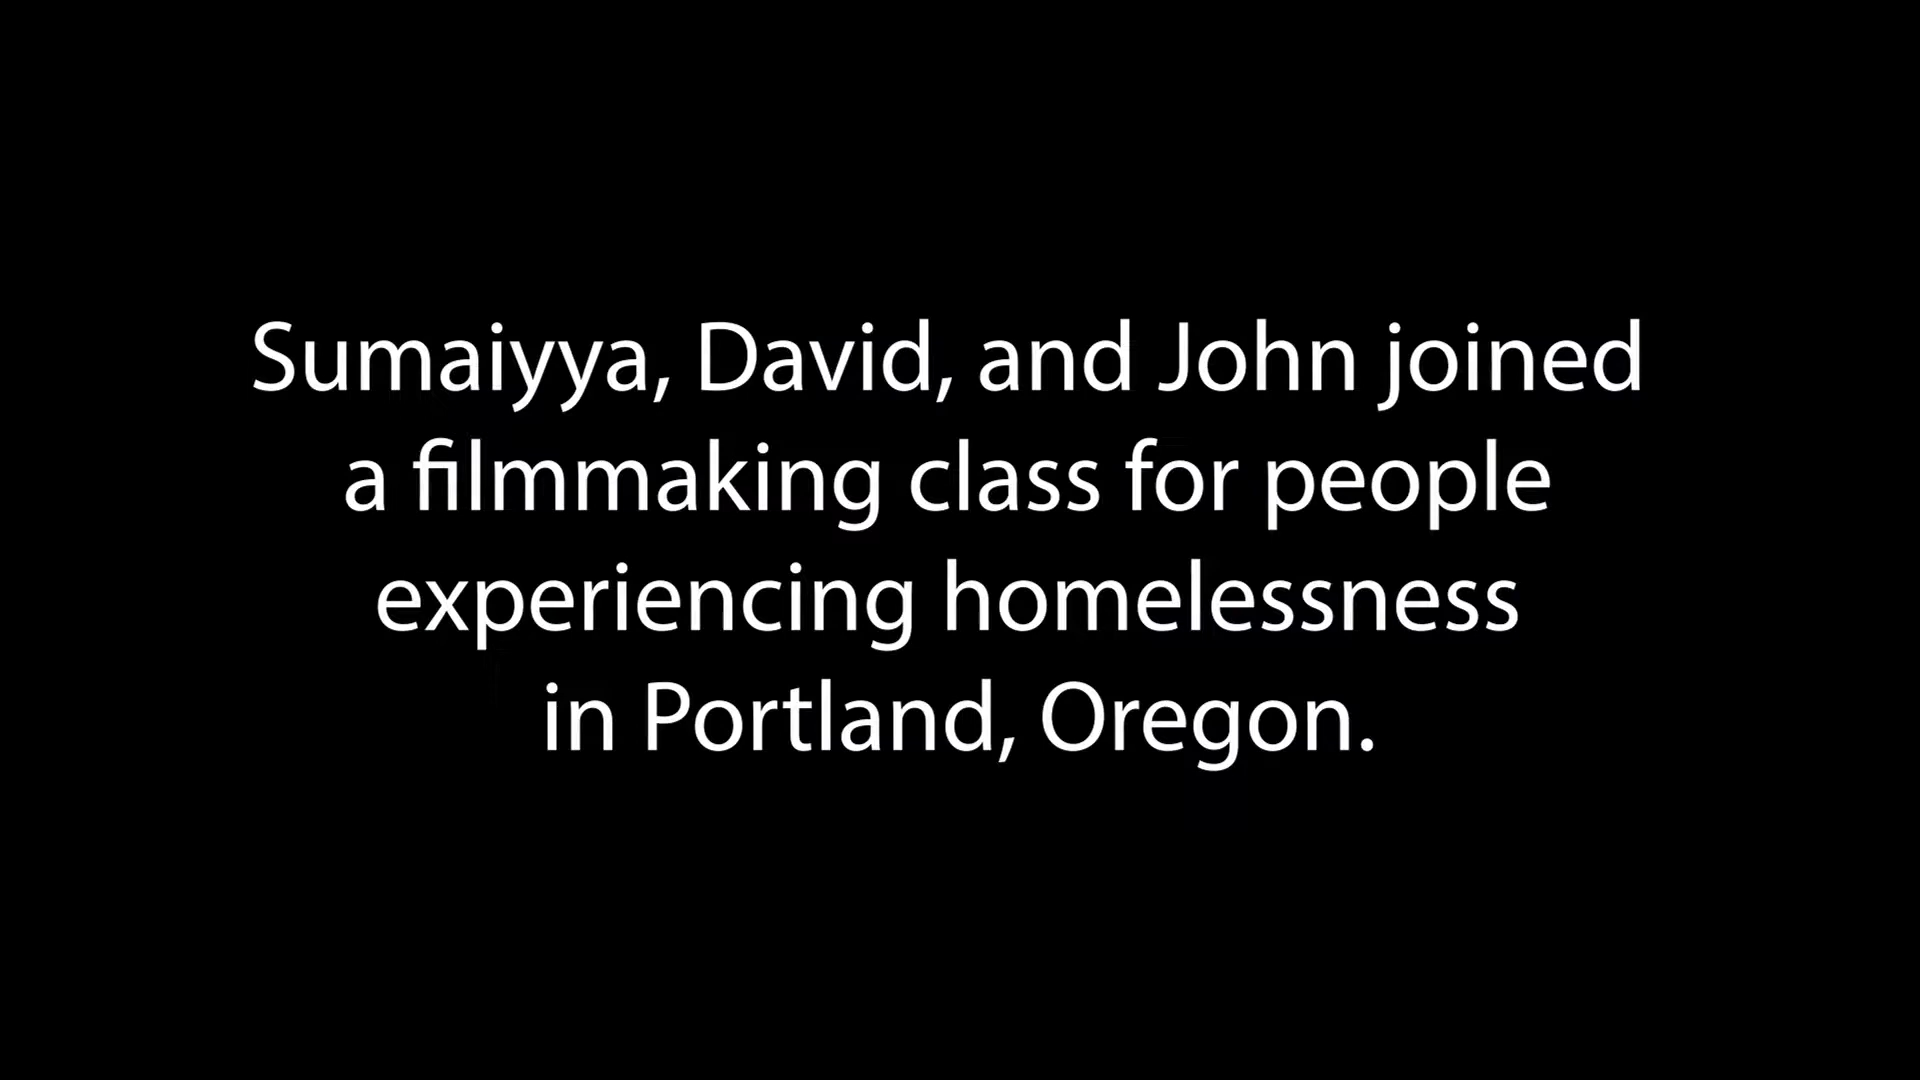 Sumaiyya, David, and John joined
a filmmaking class for people
experiencing homelessness
in Portland, Oregon.